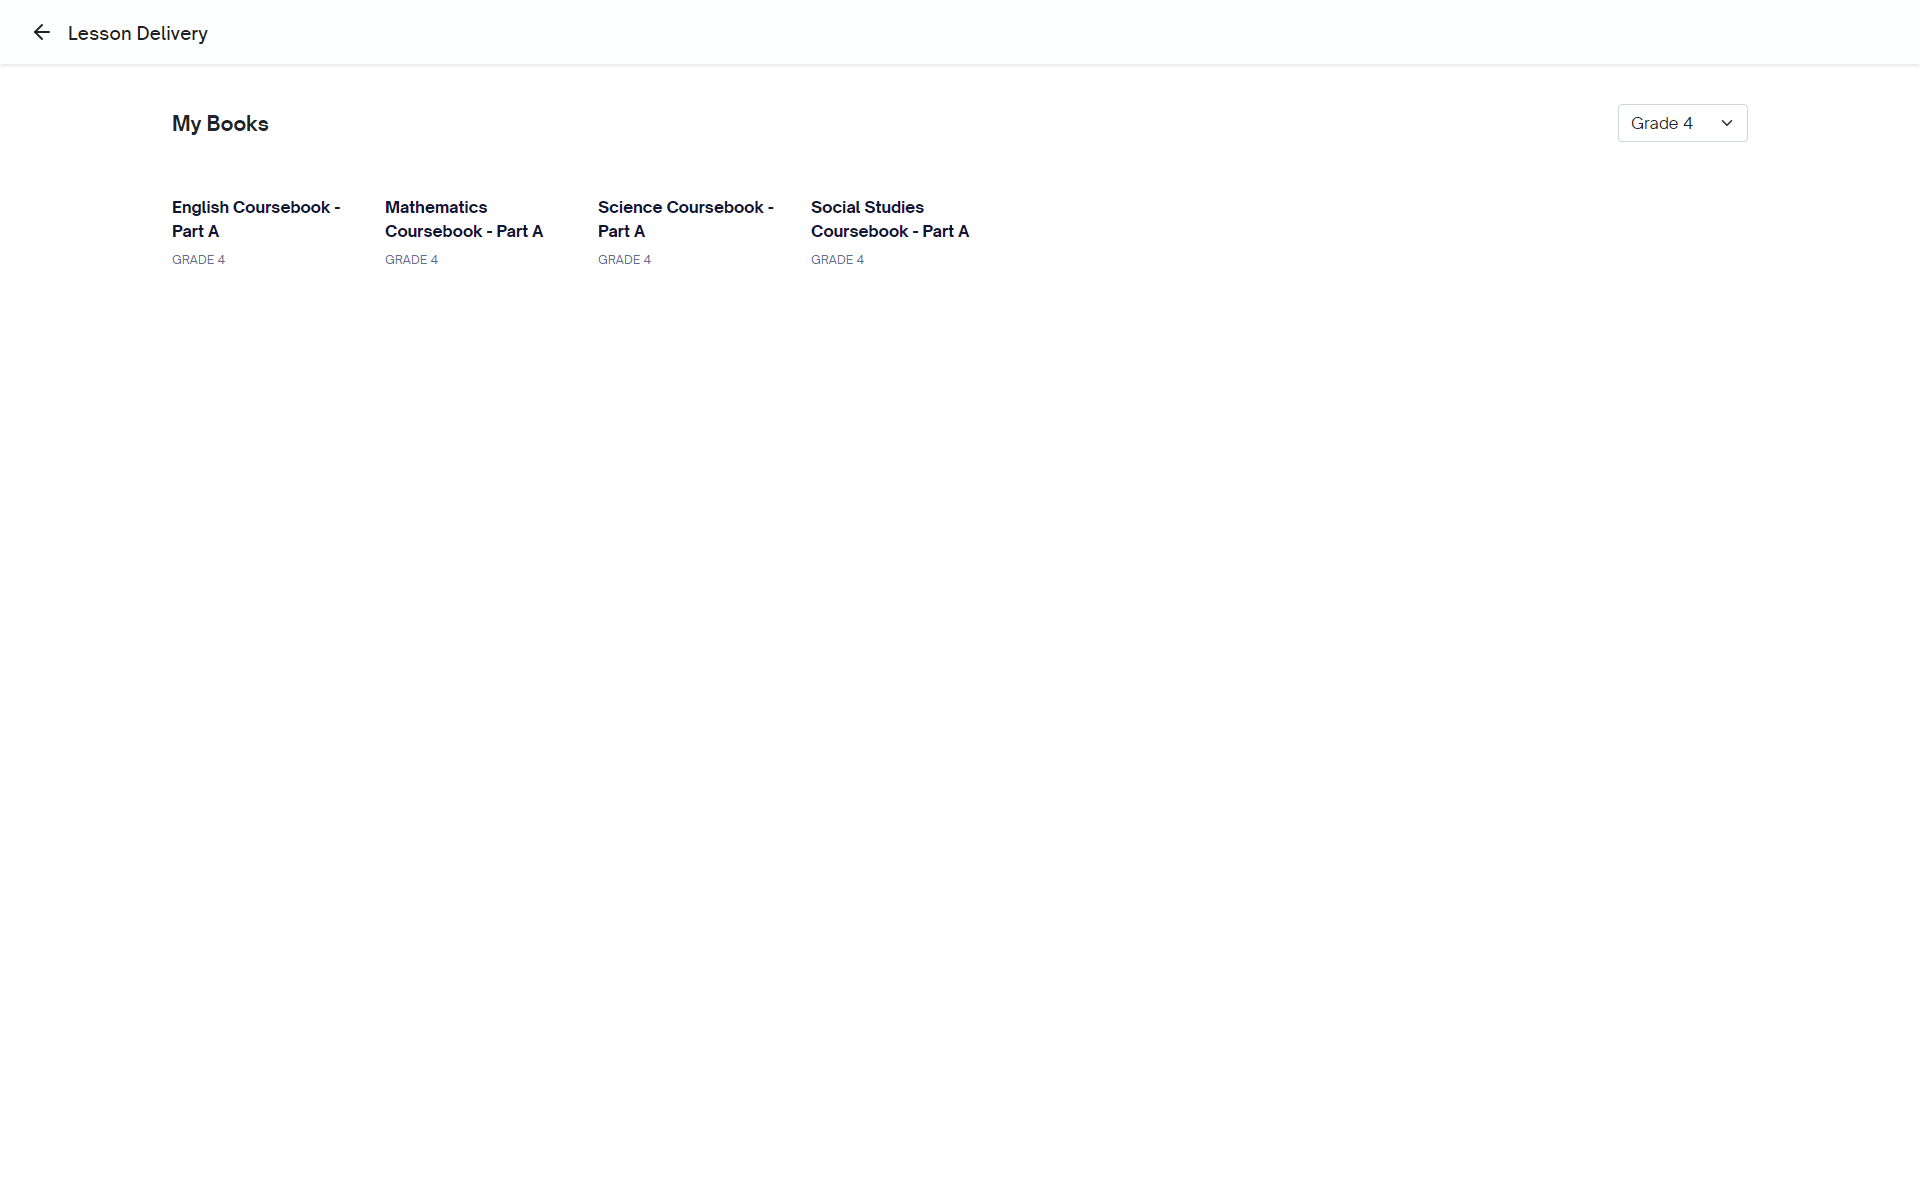 Lesson Delivery
My Books
Grade 4
English Coursebook -
Part A
GRADE 4
Mathematics
Coursebook - Part A
GRADE 4
Science Coursebook -
Part A
GRADE 4
Social Studies
Coursebook - Part A
GRADE 4